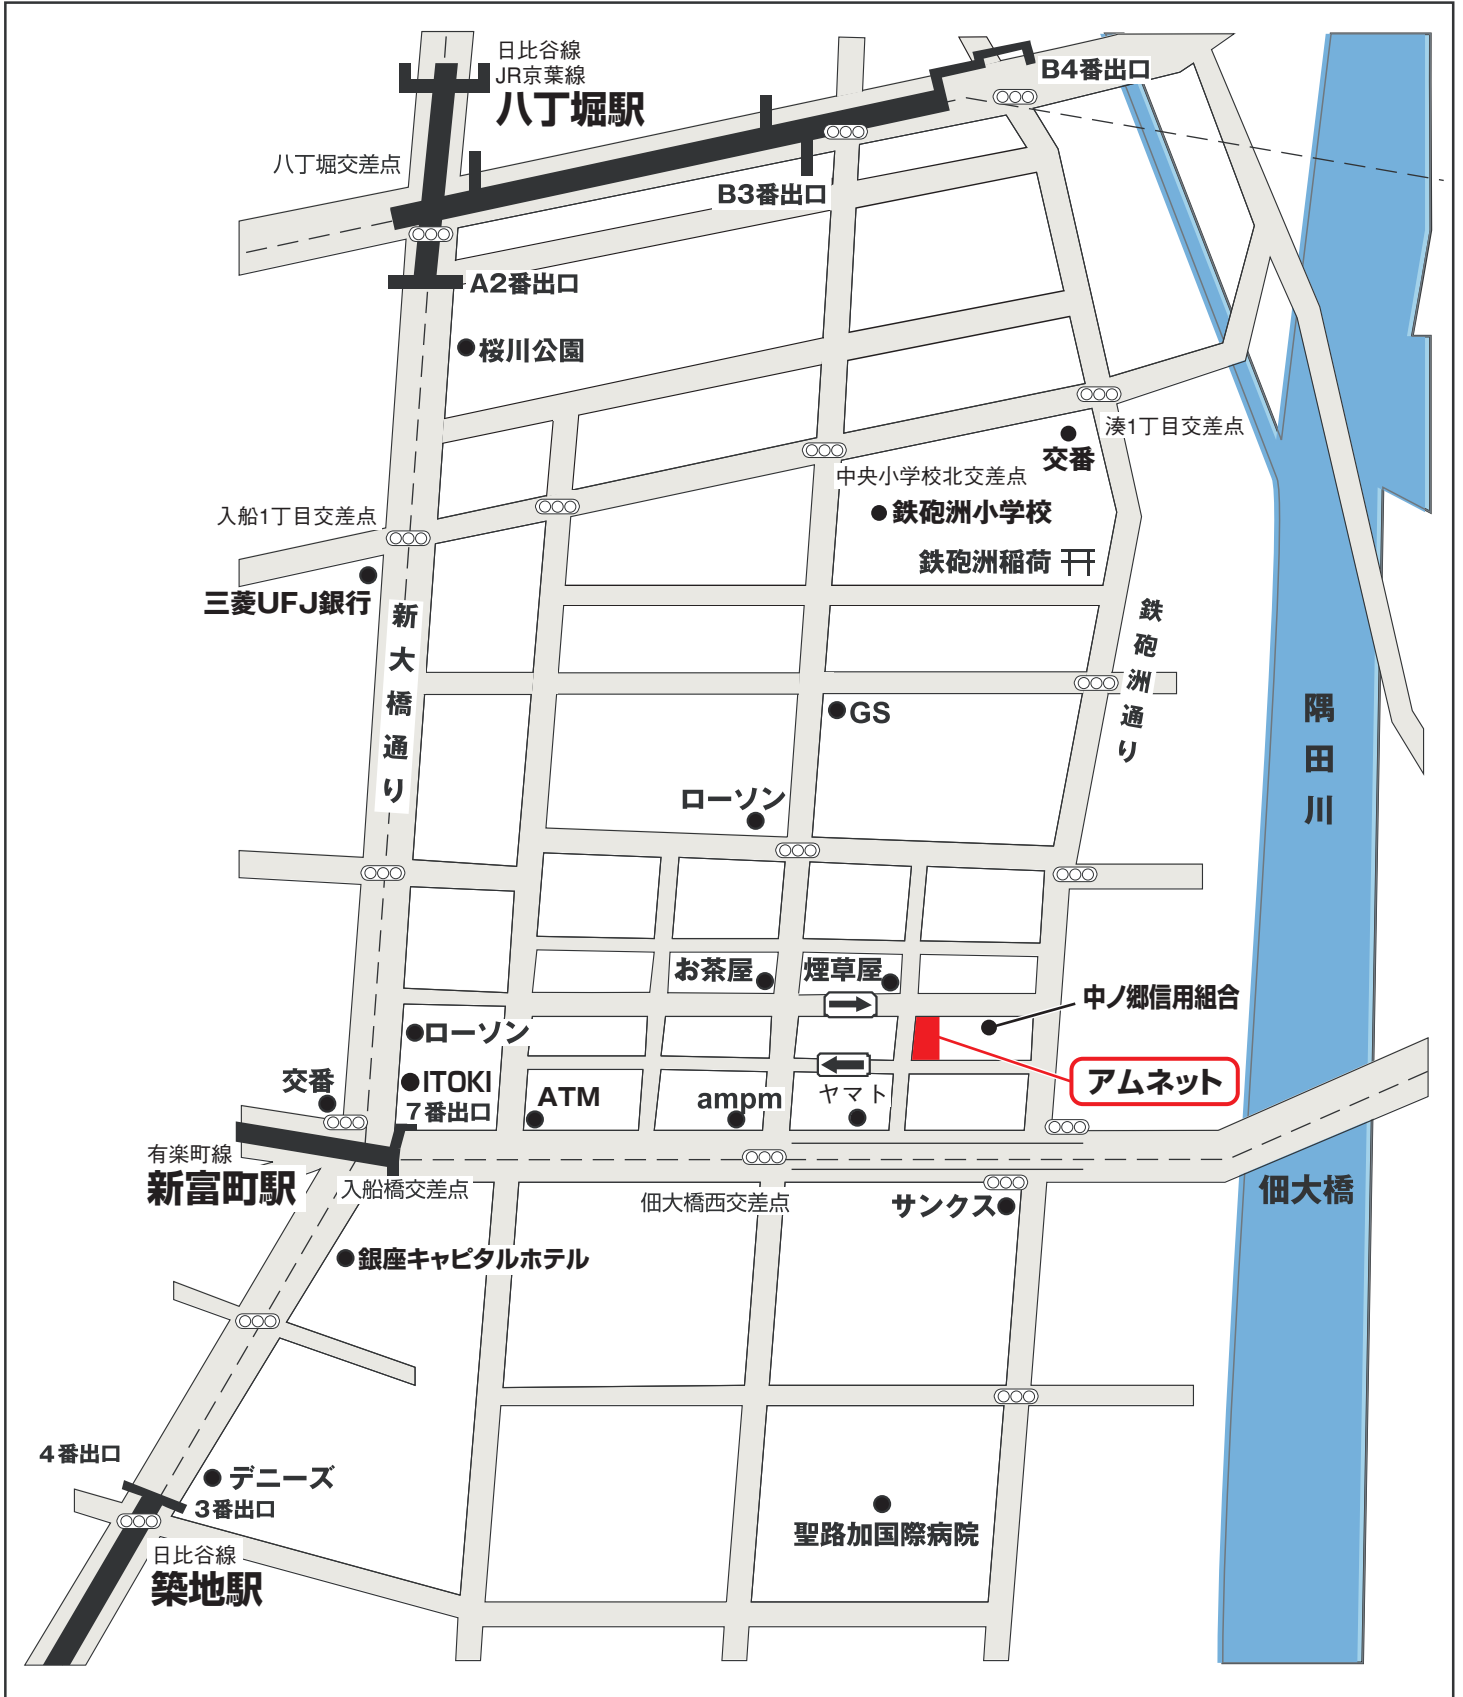 日比谷線
JR京葉線
八丁堀駅
B4番出口
八丁堀交差点
B3番出口
A2番出口
桜川公園
湊1丁目交差点
交番
中央小学校北交差点
鉄砲洲小学校
入船1丁目交差点
鉄砲洲稲荷
三菱UFJ銀行
新大橋通り
鉄砲洲通り
隅田川
GS
ローソン
お茶屋
煙草屋
中ノ郷信用組合
ローソン
交番
ITOKI
アムネット
7番出口
ATM
ampm
ヤマト
有楽町線
新富町駅
入船橋交差点
佃大橋西交差点
サンクス
佃大橋
銀座キャピタルホテル
4番出口
デニーズ
3番出口
聖路加国際病院
日比谷線
築地駅